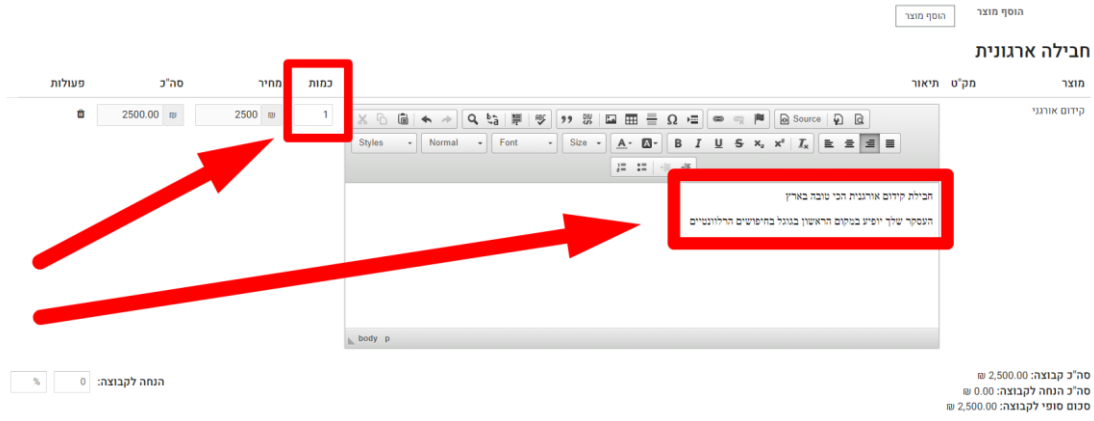 הוסף מוצר
הוסף מוצר
חבילה ארגונית
מוצר מק"ט תיאור כמות מחיר סה"כ פעולות
קידום אורגני
1
₪ 2500
₪ 2500.00
Source
Styles Normal Font Size
חבילת קידום אורגנית הכי טובה בארץ
העסקר שלך יופיע במקום הראשון בגוגל בחיפושים הרלוונטיים
body p
סה"כ קבוצה: 2,500.00 ₪
סה"כ הנחה לקבוצה: 0.00 ₪
סכום סופי לקבוצה: 2,500.00 ₪
הנחה לקבוצה: 0 %